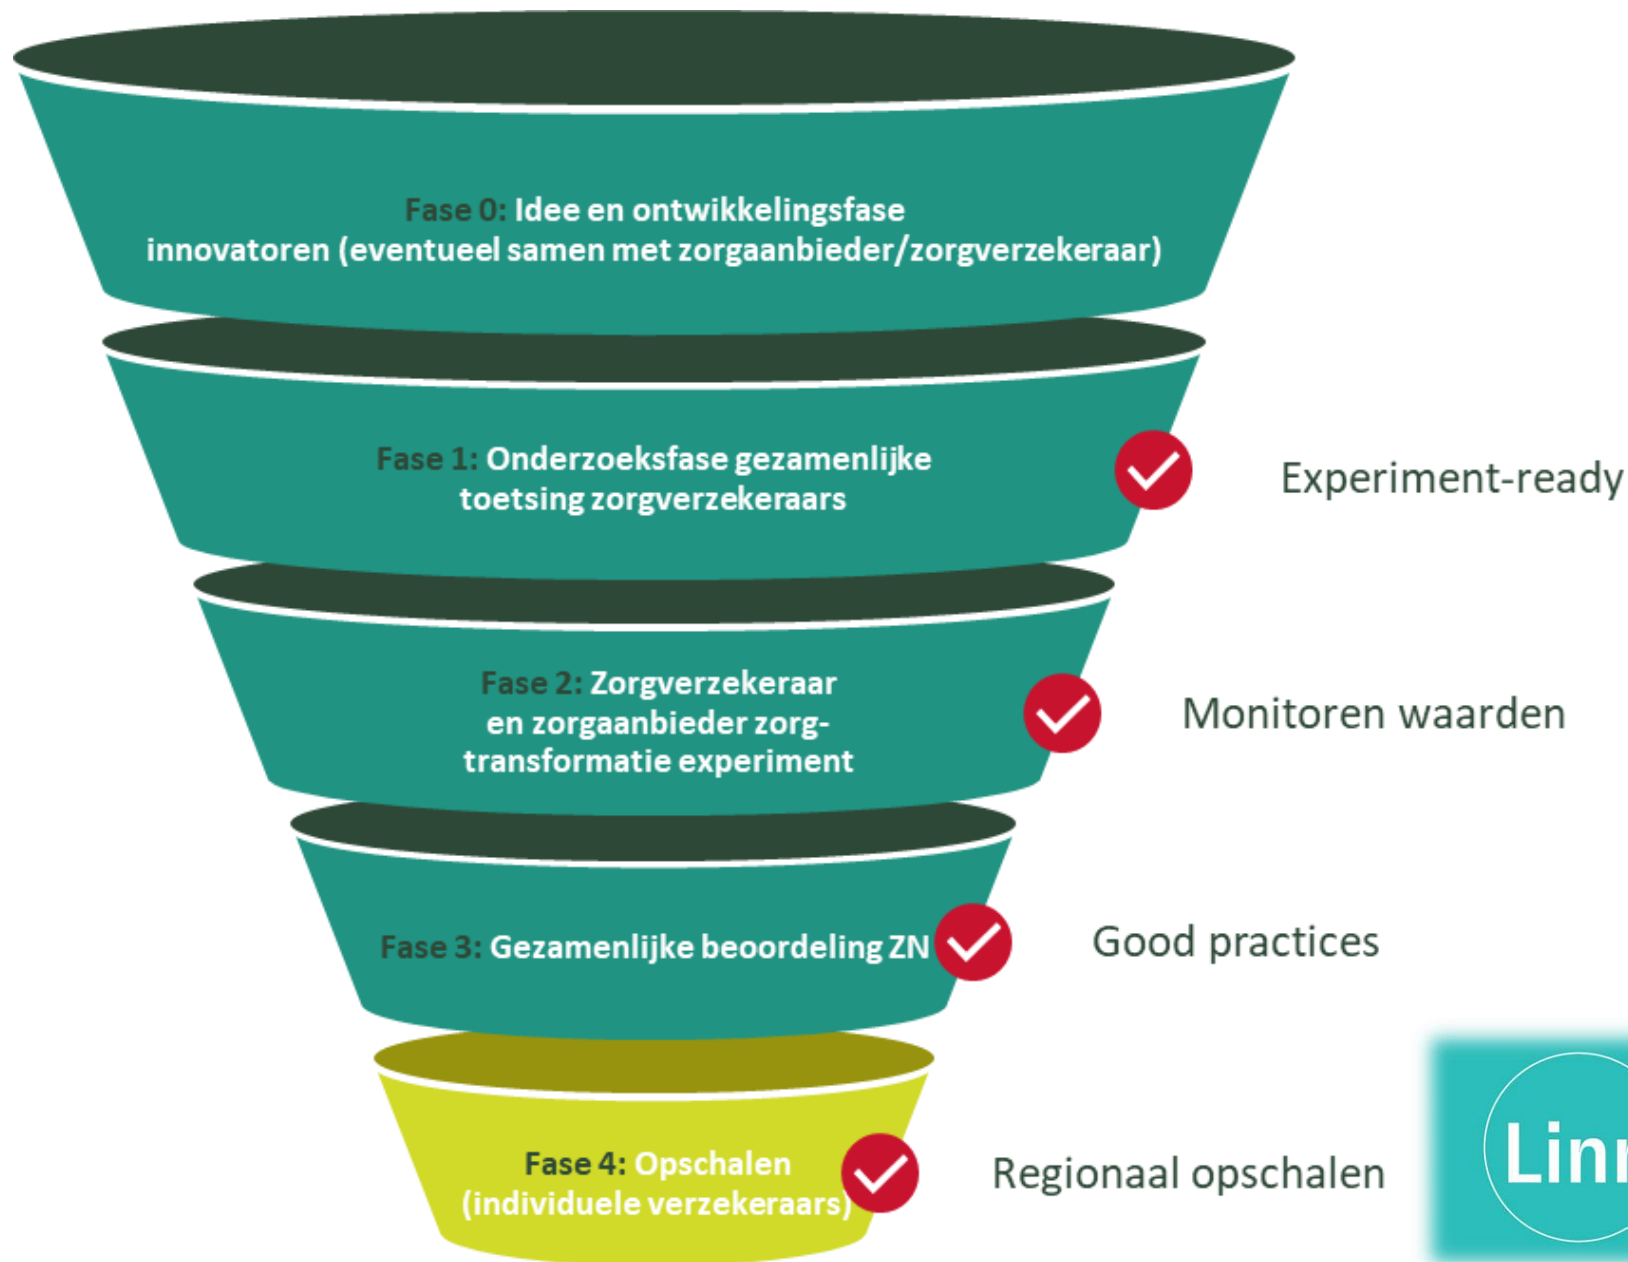 Fase 0: Idee en ontwikkelingsfase
innovatoren (eventueel samen met zorgaanbieder/zorgverzekeraar)
Fase 1: Onderzoeksfase gezamenlijke
toetsing zorgverzekeraars
Experiment-ready
Fase 2: Zorgverzekeraar
en zorgaanbieder zorg-
transformatie experiment
Monitoren waarden
Fase 3: Gezamenlijke beoordeling ZN
Good practices
Fase 4: Opschalen
(individuele verzekeraars)
Regionaal opschalen